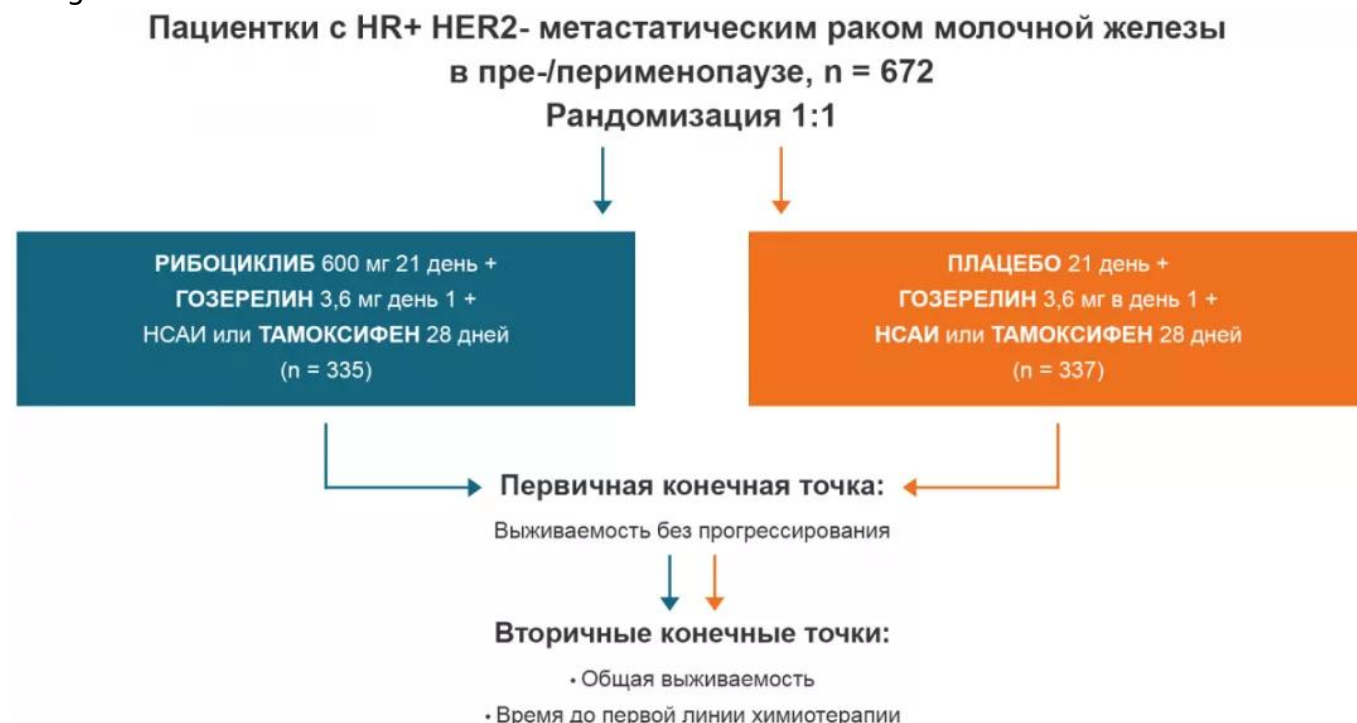 Пациентки с HR+ HER2- метастатическим раком молочной железы
в пре-/перименопаузе, n = 672
Рандомизация 1:1
РИБОЦИКЛИБ 600 мг 21 день +
ГОЗЕРЕЛИН 3,6 мг день 1 +
НСАИ или ТАМОКСИФЕН 28 дней
(n = 335)
ПЛАЦЕБО 21 день +
ГОЗЕРЕЛИН 3,6 мг в день 1 +
НСАИ или ТАМОКСИФЕН 28 дней
(n = 337)
Первичная конечная точка:
Выживаемость без прогрессирования
Вторичные конечные точки:
• Общая выживаемость
• Время до первой линии химиотерапии